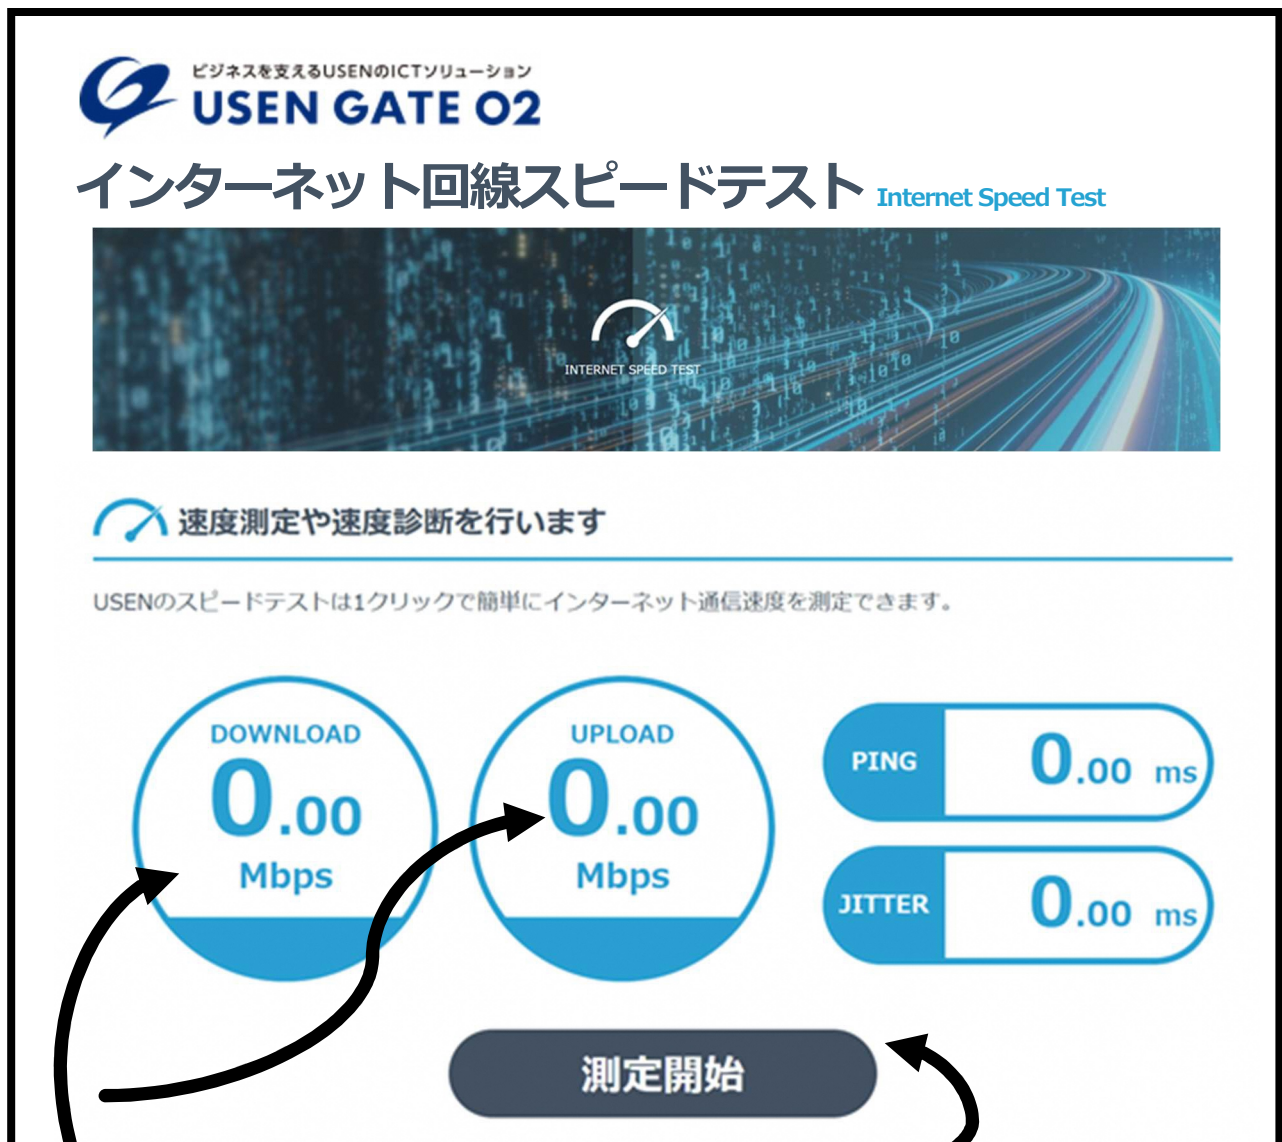 ビジネスを支えるUSENのICTソリューション
USEN GATE 02
インターネット回線スピードテスト Internet Speed Test
INTERNET SPEED TEST
速度測定や速度診断を行います
USENのスピードテストは1クリックで簡単にインターネット通信速度を測定できます。
DOWNLOAD
0.00
Mbps
UPLOAD
0.00
Mbps
PING
0.00 ms
JITTER
0.00 ms
測定開始